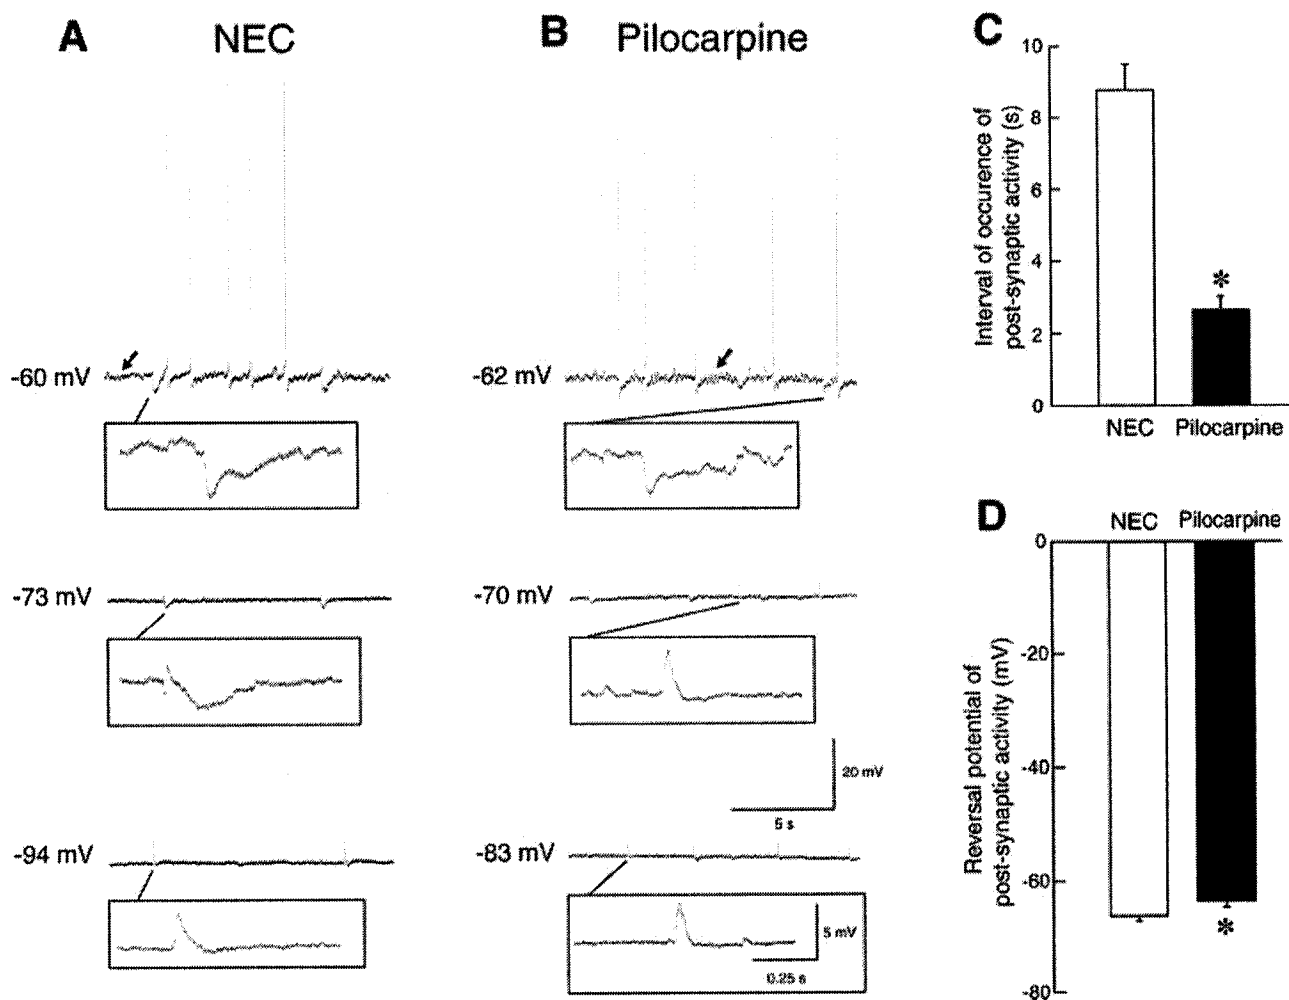 A NEC
-60 mV
-73 mV
-94 mV
B Pilocarpine
-62 mV
-70 mV
20 mV
5 s
-83 mV
5 mV
0.25 s
C
Interval of occurence of
post-synaptic activity (s)
10
8
6
4
2
0
*
NEC Pilocarpine
D
NEC Pilocarpine
Reversal potential of
post-synaptic activity (mV)
0
-20
-40
-60
-80
*